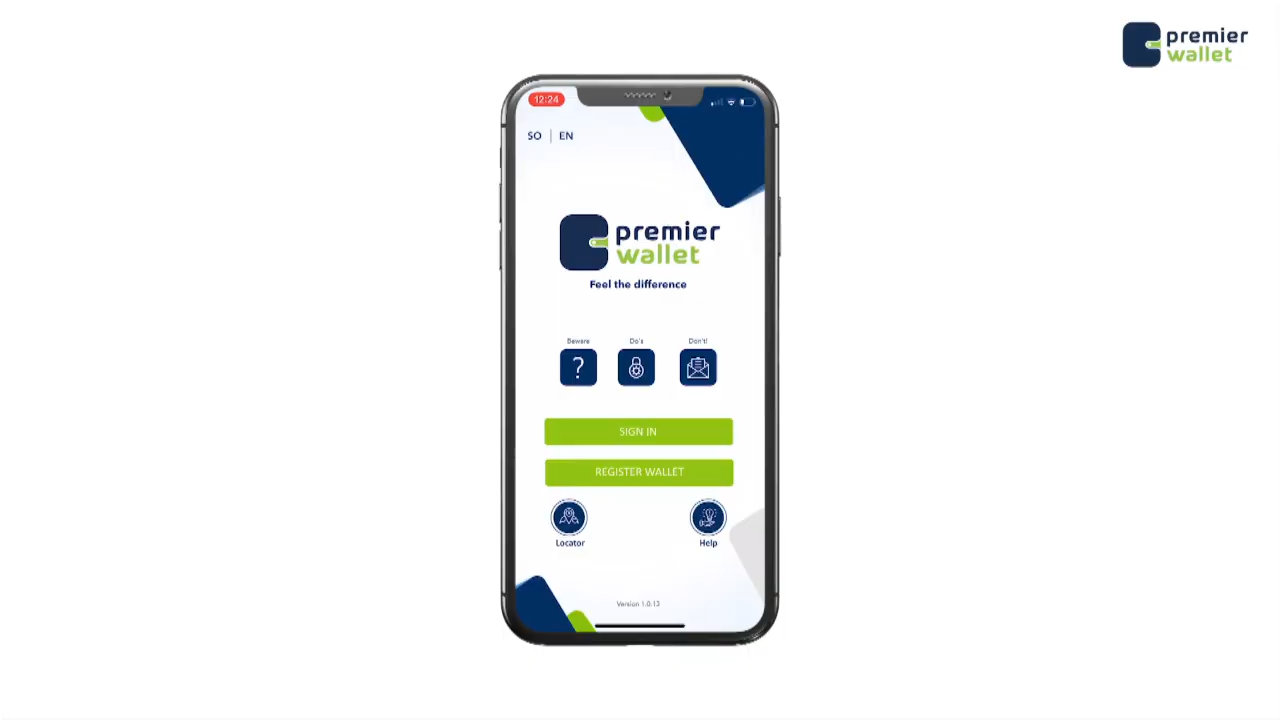 premier
wallet
12:24
SO | EN
premier
wallet
Feel the difference
Beware
Do's
Don't!
SIGN IN
REGISTER WALLET
Locator
Help
Version 1.0.13